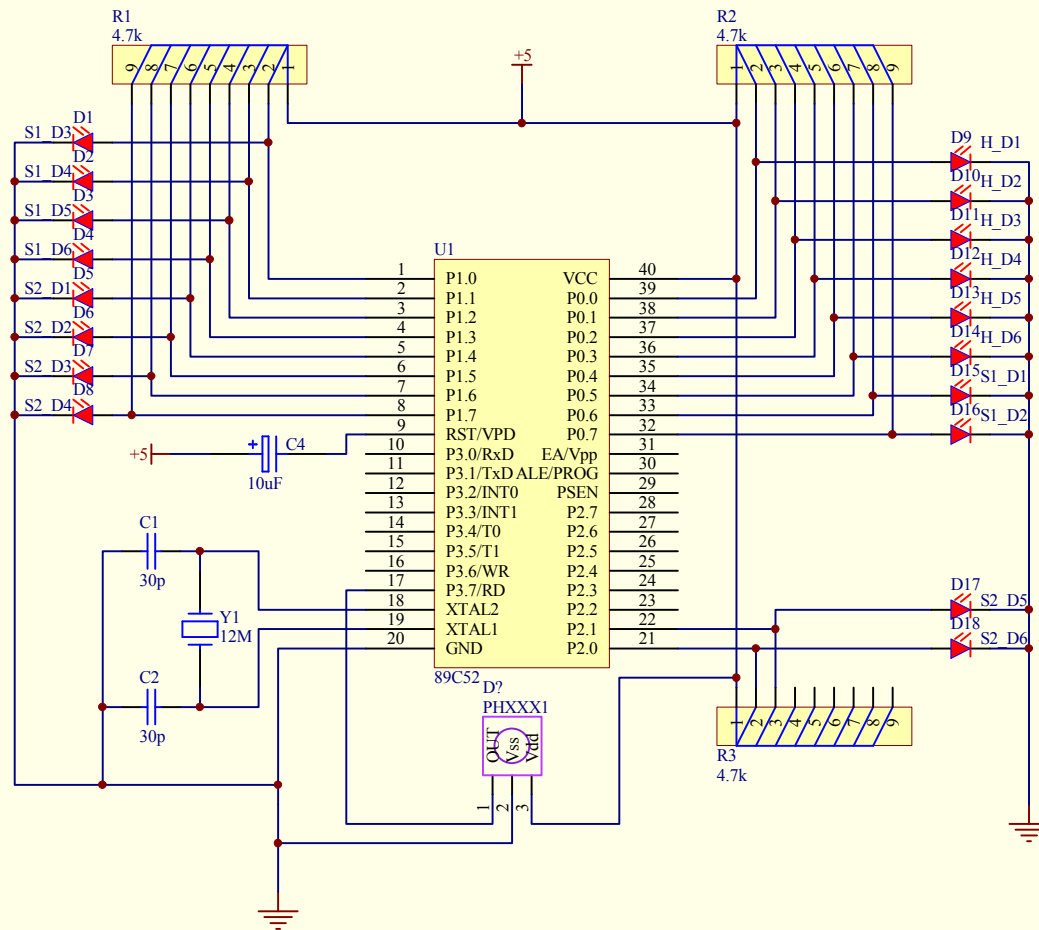 R1
4.7k
9 8 7 6 5 4 3 2 1
+5
R2
4.7k
1 2 3 4 5 6 7 8 9
D1
S1_D3
D2
S1_D4
D3
S1_D5
D4
S1_D6
D5
S2_D1
D6
S2_D2
D7
S2_D3
D8
S2_D4
D9 H_D1
D10 H_D2
D11 H_D3
D12 H_D4
D13 H_D5
D14 H_D6
D15 S1_D1
D16 S1_D2
U1
1 P1.0 VCC 40
2 P1.1 P0.0 39
3 P1.2 P0.1 38
4 P1.3 P0.2 37
5 P1.4 P0.3 36
6 P1.5 P0.4 35
7 P1.6 P0.5 34
8 P1.7 P0.6 33
9 RST/VPD P0.7 32
10 P3.0/RxD EA/Vpp 31
11 P3.1/TxD ALE/PROG 30
12 P3.2/INT0 PSEN 29
13 P3.3/INT1 P2.7 28
14 P3.4/T0 P2.6 27
15 P3.5/T1 P2.5 26
16 P3.6/WR P2.4 25
17 P3.7/RD P2.3 24
18 XTAL2 P2.2 23
19 XTAL1 P2.1 22
20 GND P2.0 21
89C52
+5
+
C4
10uF
C1
30p
Y1
12M
C2
30p
D17 S2_D5
D18 S2_D6
D?
PHXXX1
OUT Vss Vdd
1 2 3
1 2 3 4 5 6 7 8 9
R3
4.7k